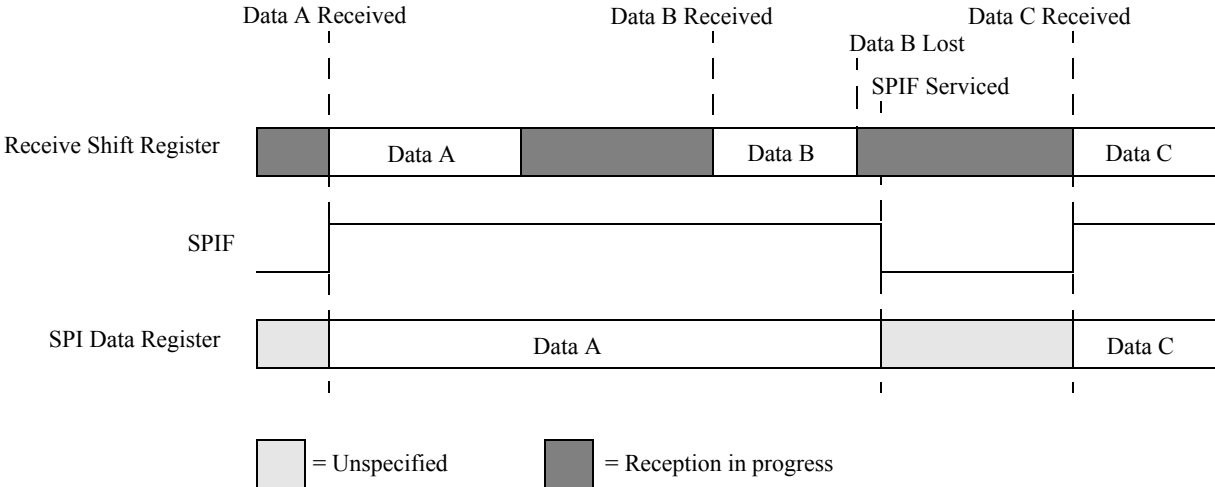 Data A Received
Data B Received
Data C Received
Data B Lost
SPIF Serviced
Receive Shift Register
Data A
Data B
Data C
SPIF
SPI Data Register
Data A
Data C
= Unspecified
= Reception in progress